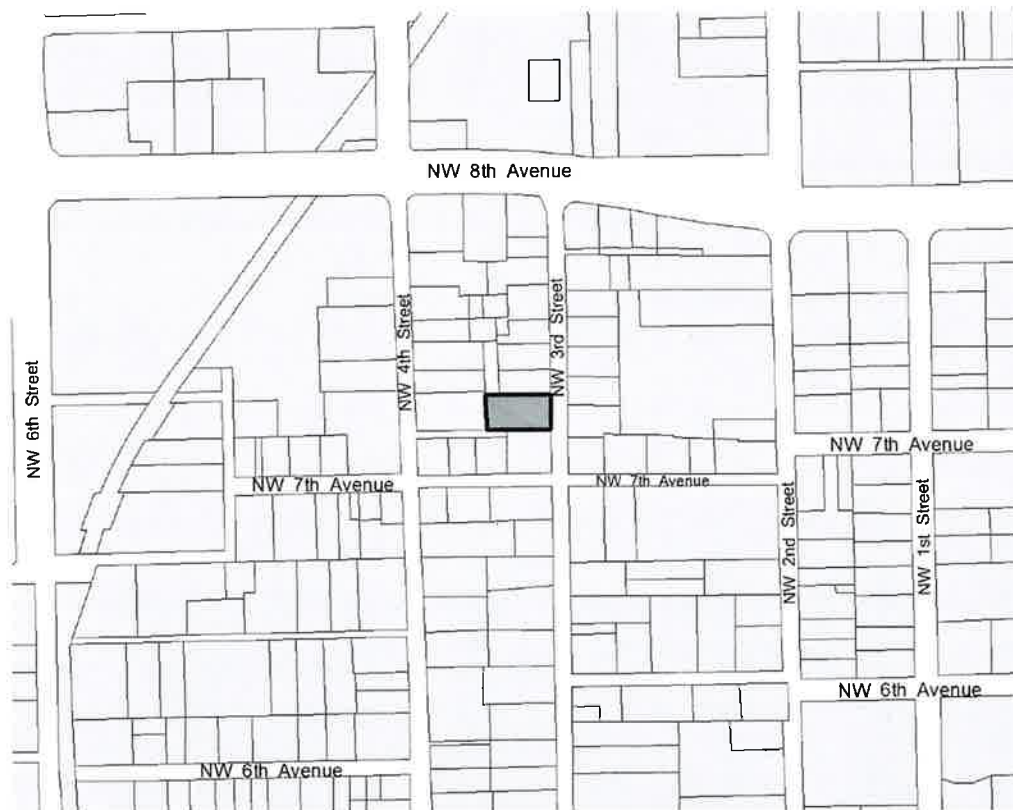 NW 8th Avenue
NW 6th Street
NW 4th Street
NW 3rd Street
NW 7th Avenue
NW 7th Avenue
NW 7th Avenue
NW 2nd Street
NW 1st Street
NW 6th Avenue
NW 6th Avenue